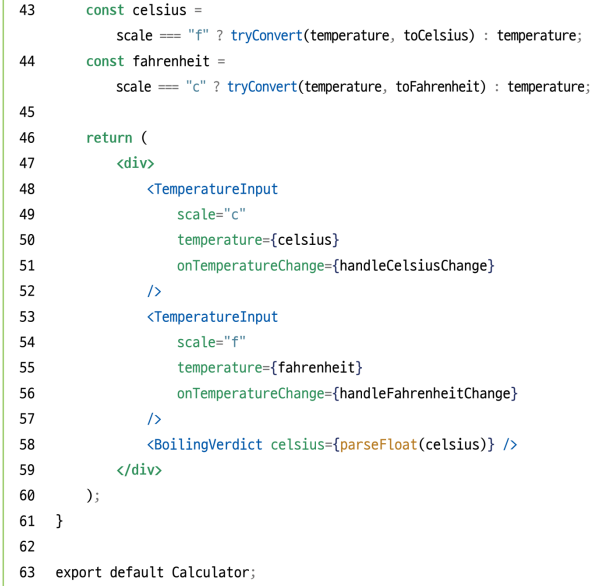 43 const celsius =
scale === "f" ? tryConvert(temperature, toCelsius) : temperature;
44 const fahrenheit =
scale === "c" ? tryConvert(temperature, toFahrenheit) : temperature;
45
46 return (
47 <div>
48 <TemperatureInput
49 scale="c"
50 temperature={celsius}
51 onTemperatureChange={handleCelsiusChange}
52 />
53 <TemperatureInput
54 scale="f"
55 temperature={fahrenheit}
56 onTemperatureChange={handleFahrenheitChange}
57 />
58 <BoilingVerdict celsius={parseFloat(celsius)} />
59 </div>
60 );
61 }
62
63 export default Calculator;